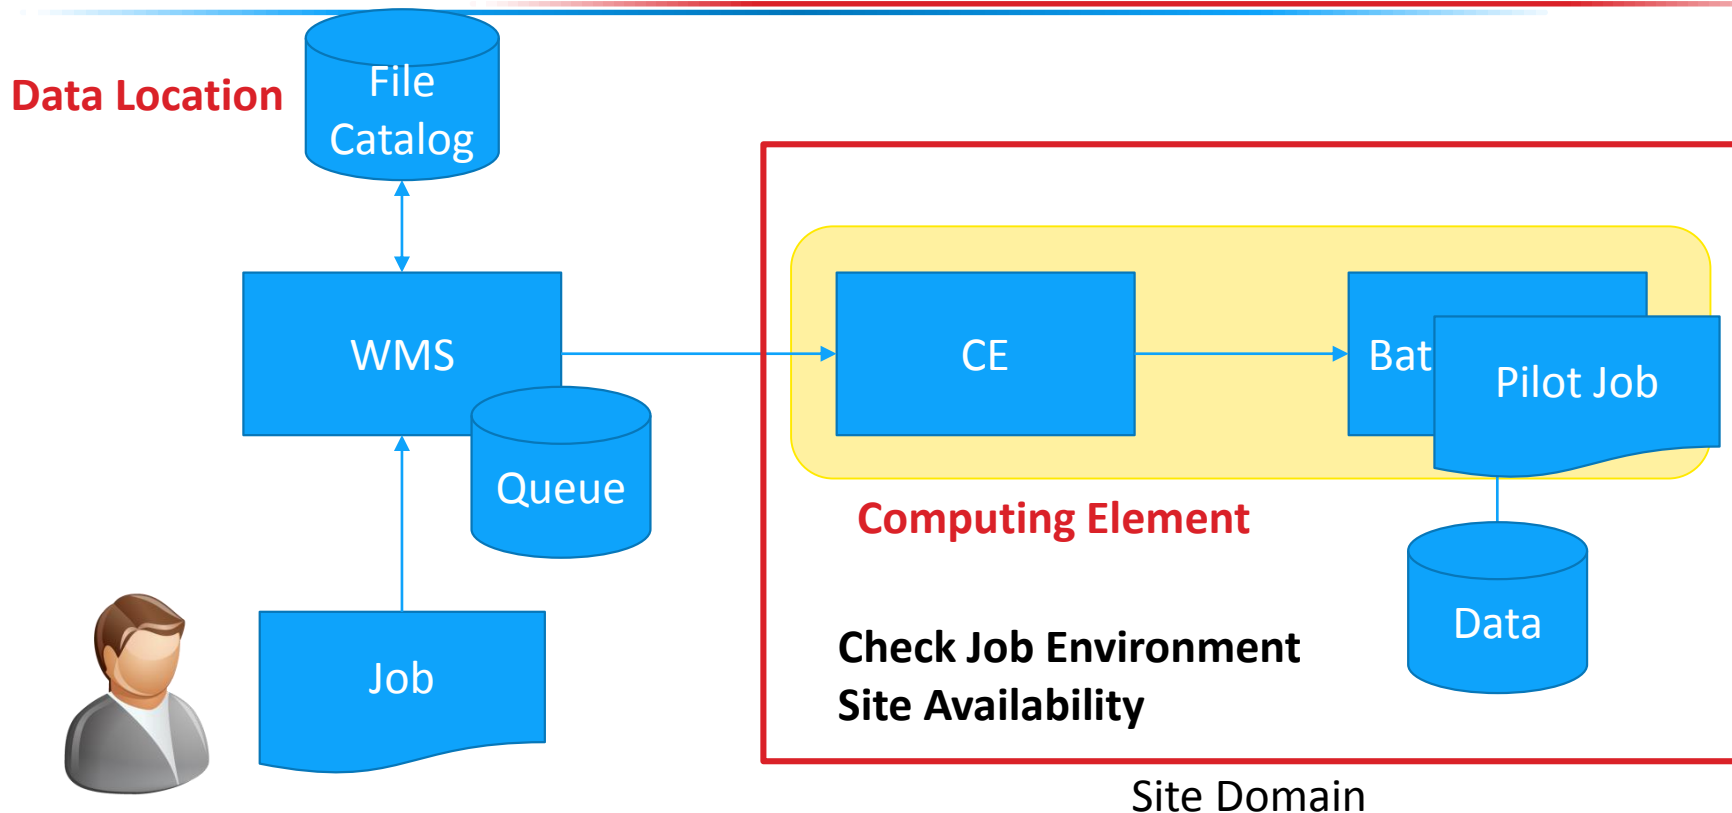 Data Location
File
Catalog
WMS
Queue
Job
CE
Bat
Pilot Job
Computing Element
Data
Check Job Environment
Site Availability
Site Domain